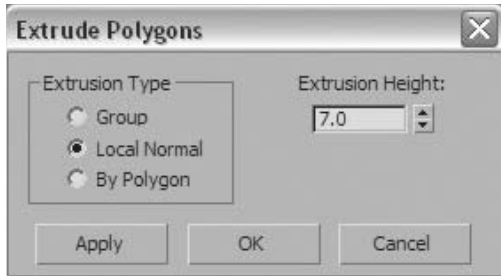 Extrude Polygons
Extrusion Type
Group
Local Normal
By Polygon
Extrusion Height:
7.0
Apply OK Cancel